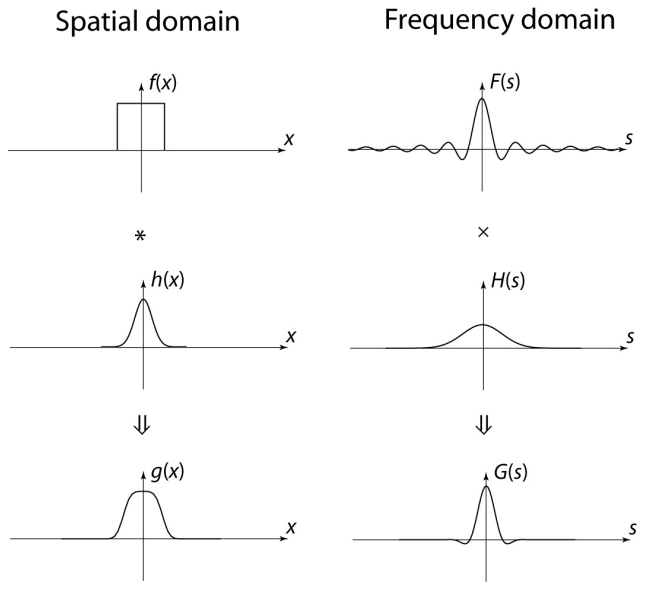 Spatial domain Frequency domain
f(x) F(s)
x s
* ×
h(x) H(s)
x s
⇓ ⇓
g(x) G(s)
x s